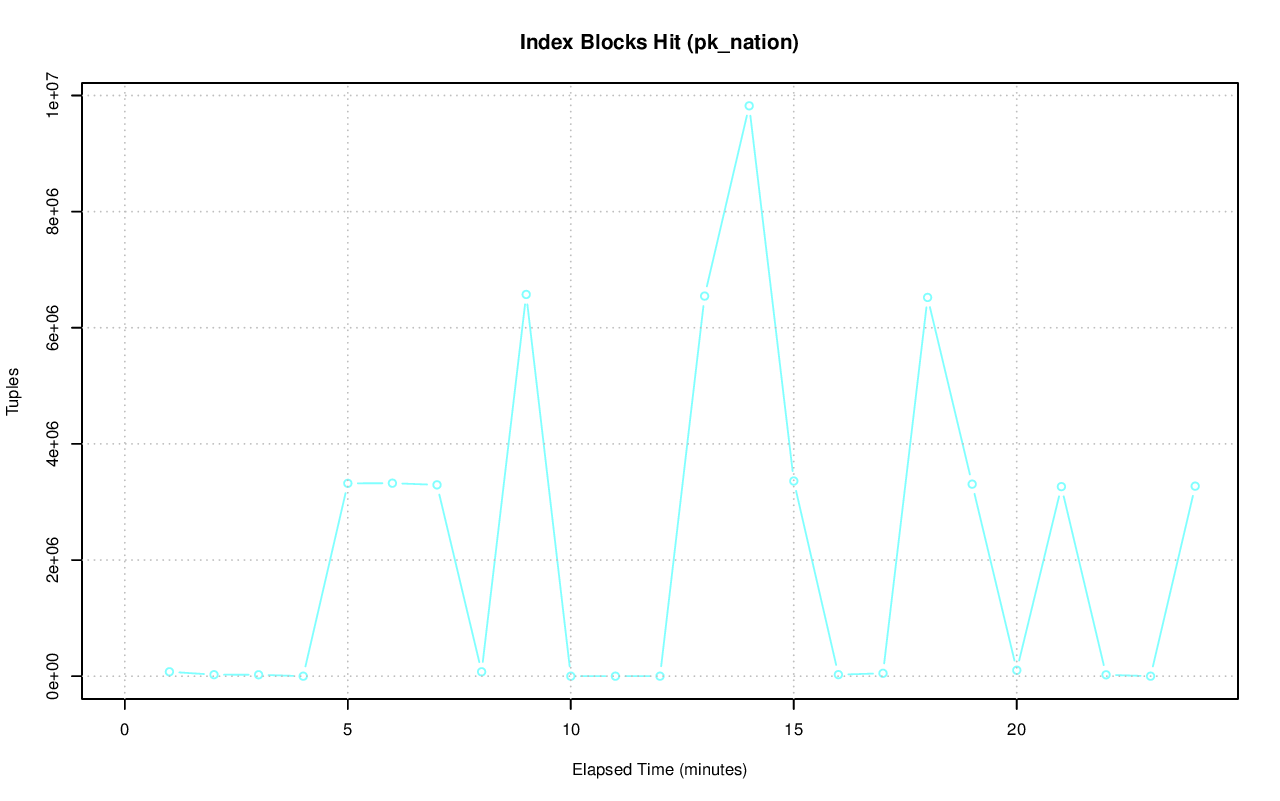 Index Blocks Hit (pk_nation)
1e+07
8e+06
6e+06
4e+06
2e+06
0e+00
Tuples
0 5 10 15 20
Elapsed Time (minutes)